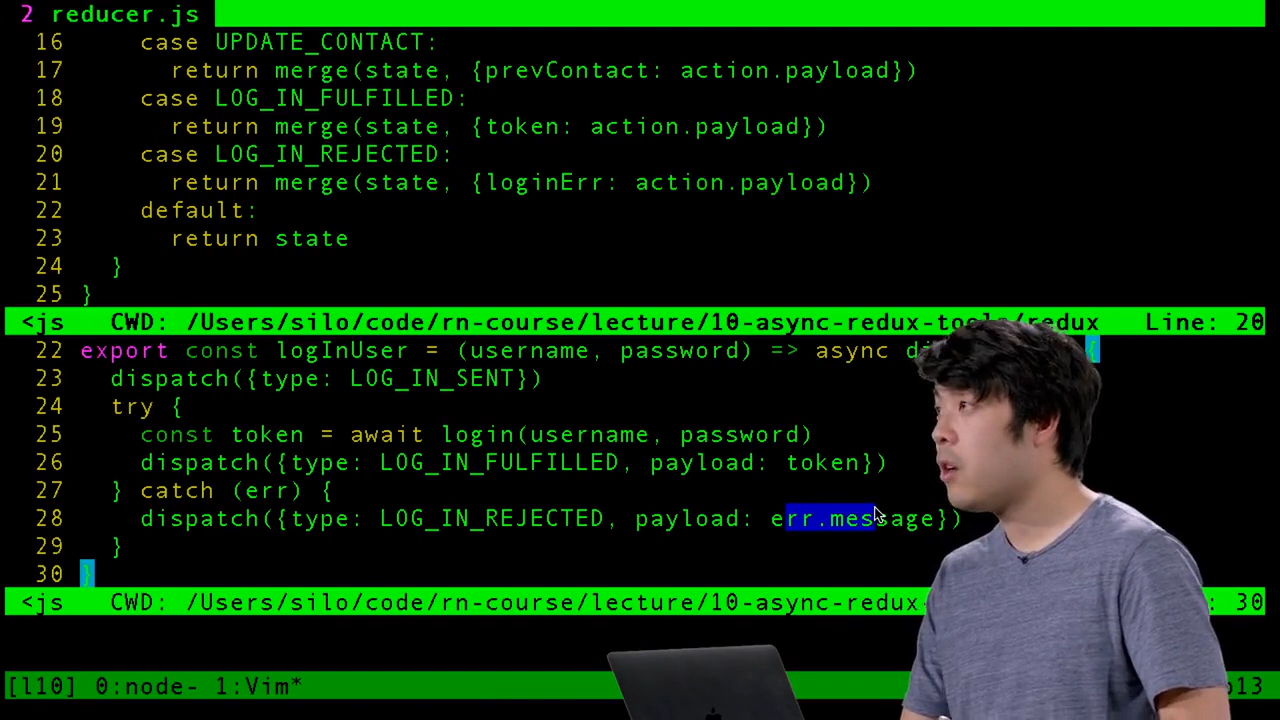 2 reducer.js
16 case UPDATE_CONTACT:
17 return merge(state, {prevContact: action.payload})
18 case LOG_IN_FULFILLED:
19 return merge(state, {token: action.payload})
20 case LOG_IN_REJECTED:
21 return merge(state, {loginErr: action.payload})
22 default:
23 return state
24 }
25 }
<js CWD: /Users/silo/code/rn-course/lecture/10-async-redux-tools/redux Line: 20
22 export const logInUser = (username, password) => async {
23 dispatch({type: LOG_IN_SENT})
24 try {
25 const token = await login(username, password)
26 dispatch({type: LOG_IN_FULFILLED, payload: token})
27 } catch (err) {
28 dispatch({type: LOG_IN_REJECTED, payload: err.message})
29 }
30 }
<js CWD: /Users/silo/code/rn-course/lecture/10-async-redux- : 30
[l10] 0:node- 1:Vim*